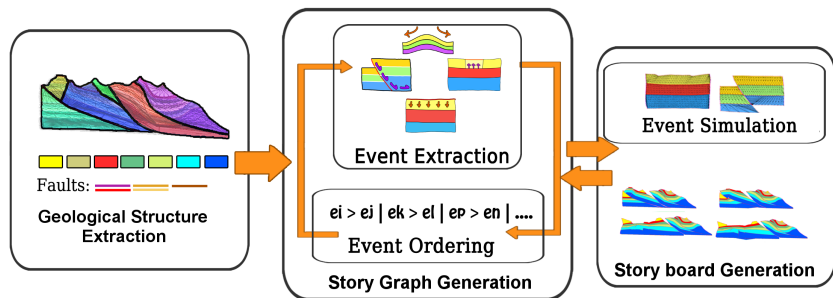 Faults:
Geological Structure
Extraction
Event Extraction
ei > ej | ek > el | ep > en | ....
Event Ordering
Story Graph Generation
Event Simulation
Story board Generation